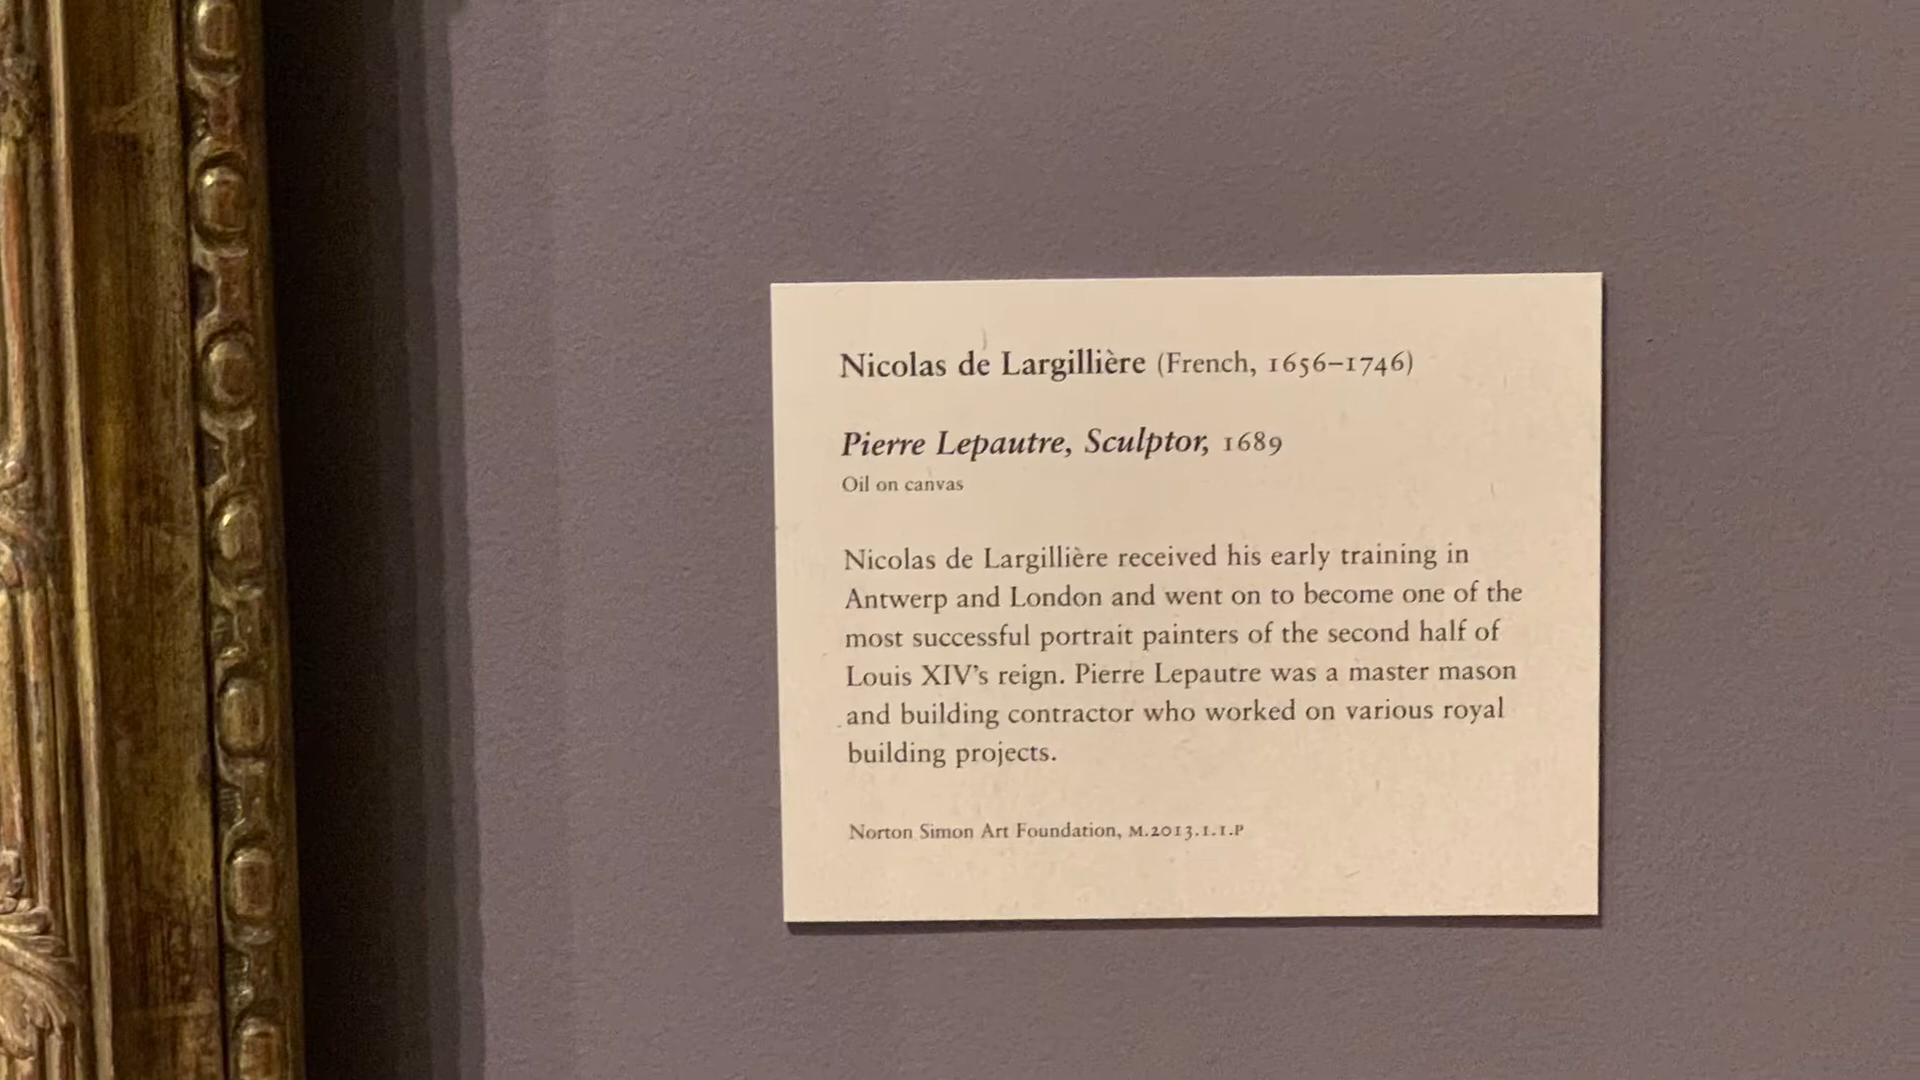 Nicolas de Largillière (French, 1656–1746)
Pierre Lepautre, Sculptor, 1689
Oil on canvas
Nicolas de Largillière received his early training in
Antwerp and London and went on to become one of the
most successful portrait painters of the second half of
Louis XIV’s reign. Pierre Lepautre was a master mason
and building contractor who worked on various royal
building projects.
Norton Simon Art Foundation, M.2013.1.1.P